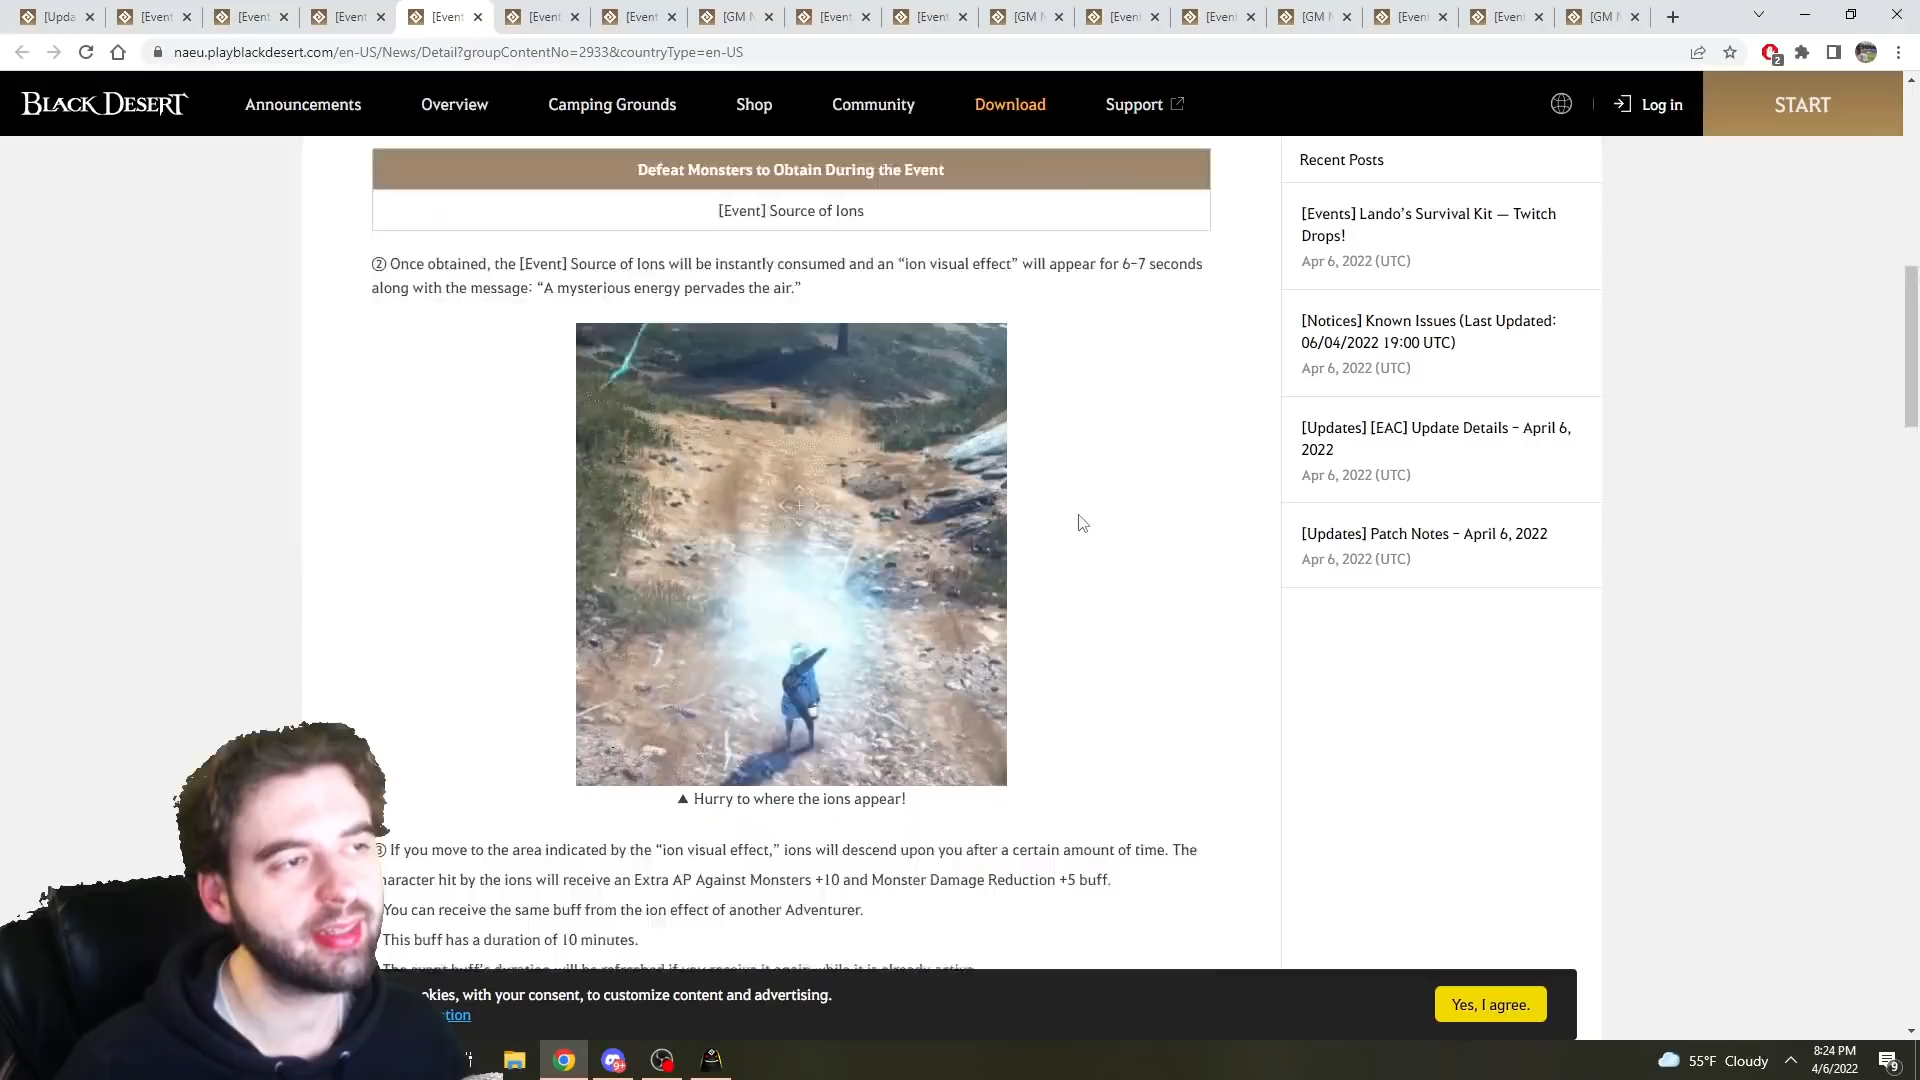 [Upda
[Event
[Event
[Event
[Event
[Event
[Event
[GM N
[Event
[Event
[GM N
[Event
[Event
[GM N
[Event
[Event
[GM N
naeu.playblackdesert.com/en-US/News/Detail?groupContentNo=2933&countryType=en-US
2
BLACK DESERT
Announcements
Overview
Camping Grounds
Shop
Community
Download
Support
Log in
START
Defeat Monsters to Obtain During the Event
[Event] Source of Ions
② Once obtained, the [Event] Source of Ions will be instantly consumed and an “ion visual effect” will appear for 6-7 seconds
along with the message: “A mysterious energy pervades the air.”
▲ Hurry to where the ions appear!
③ If you move to the area indicated by the “ion visual effect,” ions will descend upon you after a certain amount of time. The
haracter hit by the ions will receive an Extra AP Against Monsters +10 and Monster Damage Reduction +5 buff.
You can receive the same buff from the ion effect of another Adventurer.
This buff has a duration of 10 minutes.
The event buff's duration will be refreshed if you receive it again while it is already active.
Recent Posts
[Events] Lando’s Survival Kit — Twitch
Drops!
Apr 6, 2022 (UTC)
[Notices] Known Issues (Last Updated:
06/04/2022 19:00 UTC)
Apr 6, 2022 (UTC)
[Updates] [EAC] Update Details - April 6,
2022
Apr 6, 2022 (UTC)
[Updates] Patch Notes - April 6, 2022
Apr 6, 2022 (UTC)
okies, with your consent, to customize content and advertising.
tion
Yes, I agree.
9+
55°F Cloudy
8:24 PM
4/6/2022
9